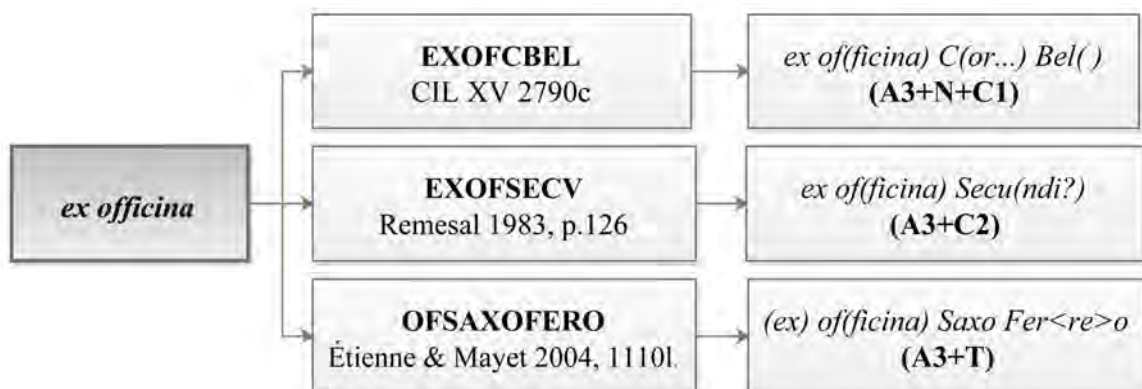 EXOFCBEL
CIL XV 2790c
ex of(ficina) C(or...) Bel( )
(A3+N+C1)
ex officina
EXOFSECV
Remesal 1983, p.126
ex of(ficina) Secu(ndi?)
(A3+C2)
OFSAXOFERO
Étienne & Mayet 2004, 1110l.
(ex) of(ficina) Saxo Fer<re>o
(A3+T)